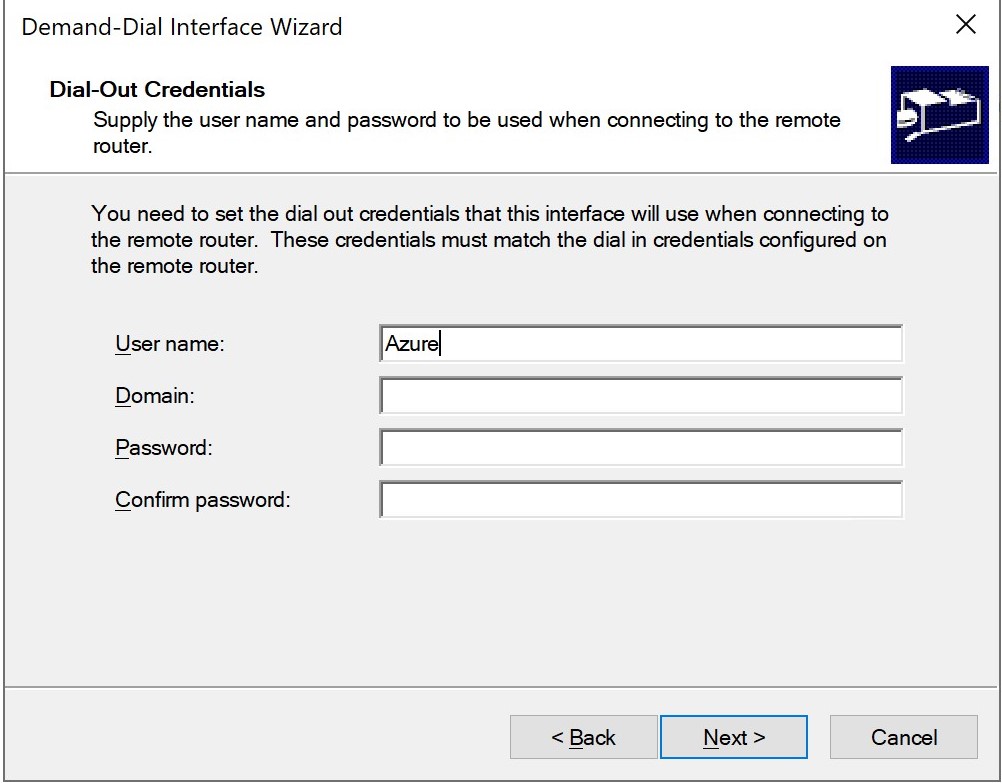 Demand-Dial Interface Wizard
Dial-Out Credentials
Supply the user name and password to be used when connecting to the remote
router.
You need to set the dial out credentials that this interface will use when connecting to
the remote router.  These credentials must match the dial in credentials configured on
the remote router.
User name:
Azure
Domain:
Password:
Confirm password:
< Back
Next >
Cancel